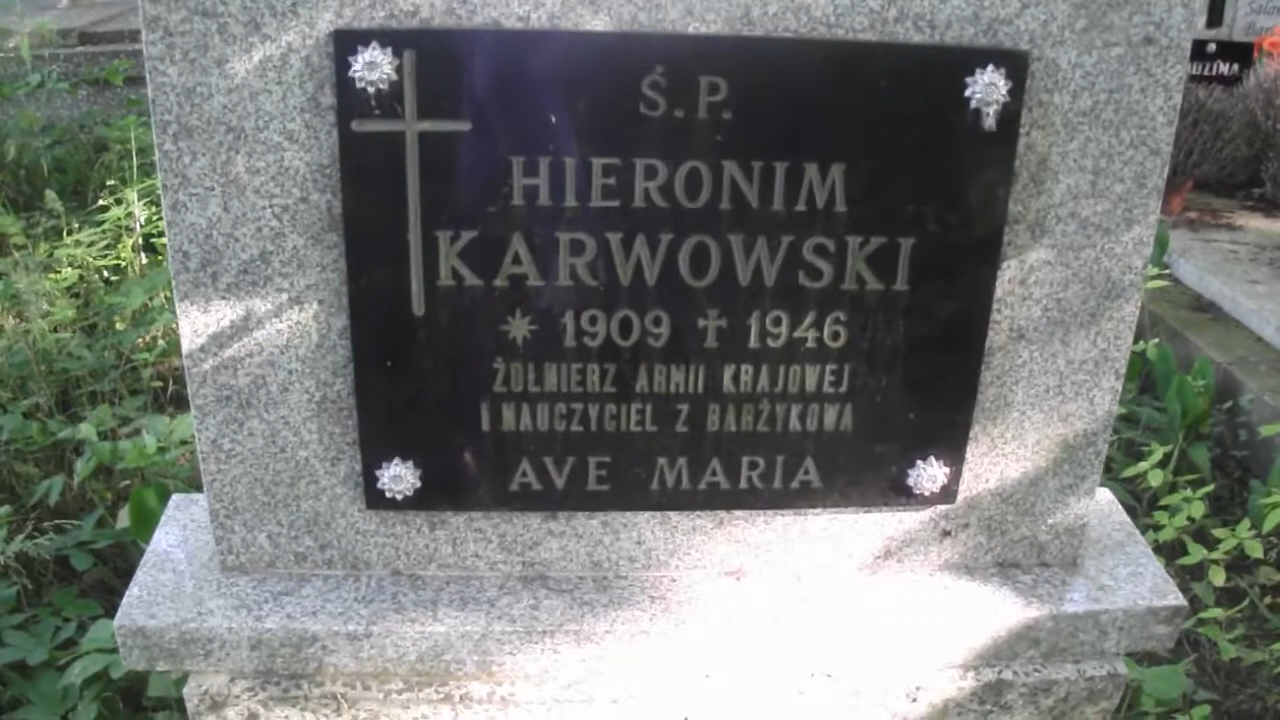 Ś.P.
HIERONIM
KARWOWSKI
* 1909 † 1946
ŻOŁNIERZ ARMII KRAJOWEJ
I NAUCZYCIEL Z BARŻYKOWA
AVE MARIA